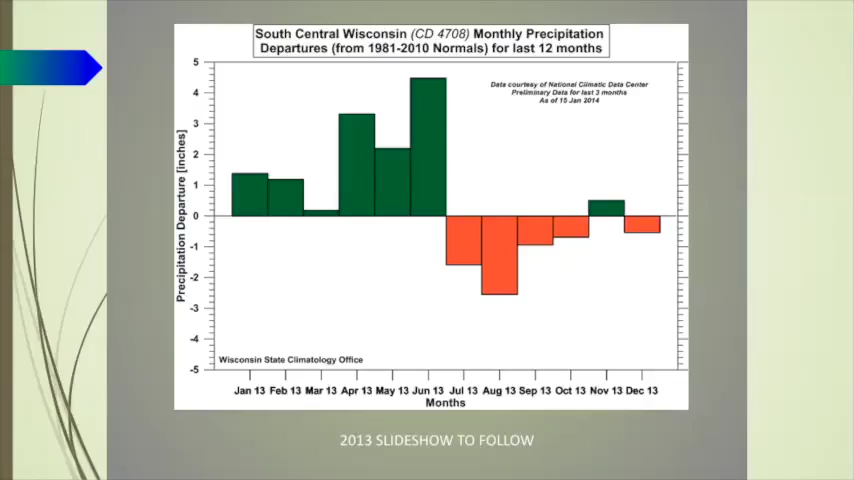 South Central Wisconsin (CD 4708) Monthly Precipitation
Departures (from 1981-2010 Normals) for last 12 months
Data courtesy of National Climatic Data Center
Preliminary Data for last 3 months
As of 15 Jan 2014
Precipitation Departure [inches]
5
4
3
2
1
0
-1
-2
-3
-4
-5
Wisconsin State Climatology Office
Jan 13 Feb 13 Mar 13 Apr 13 May 13 Jun 13 Jul 13 Aug 13 Sep 13 Oct 13 Nov 13 Dec 13
Months
2013 SLIDESHOW TO FOLLOW